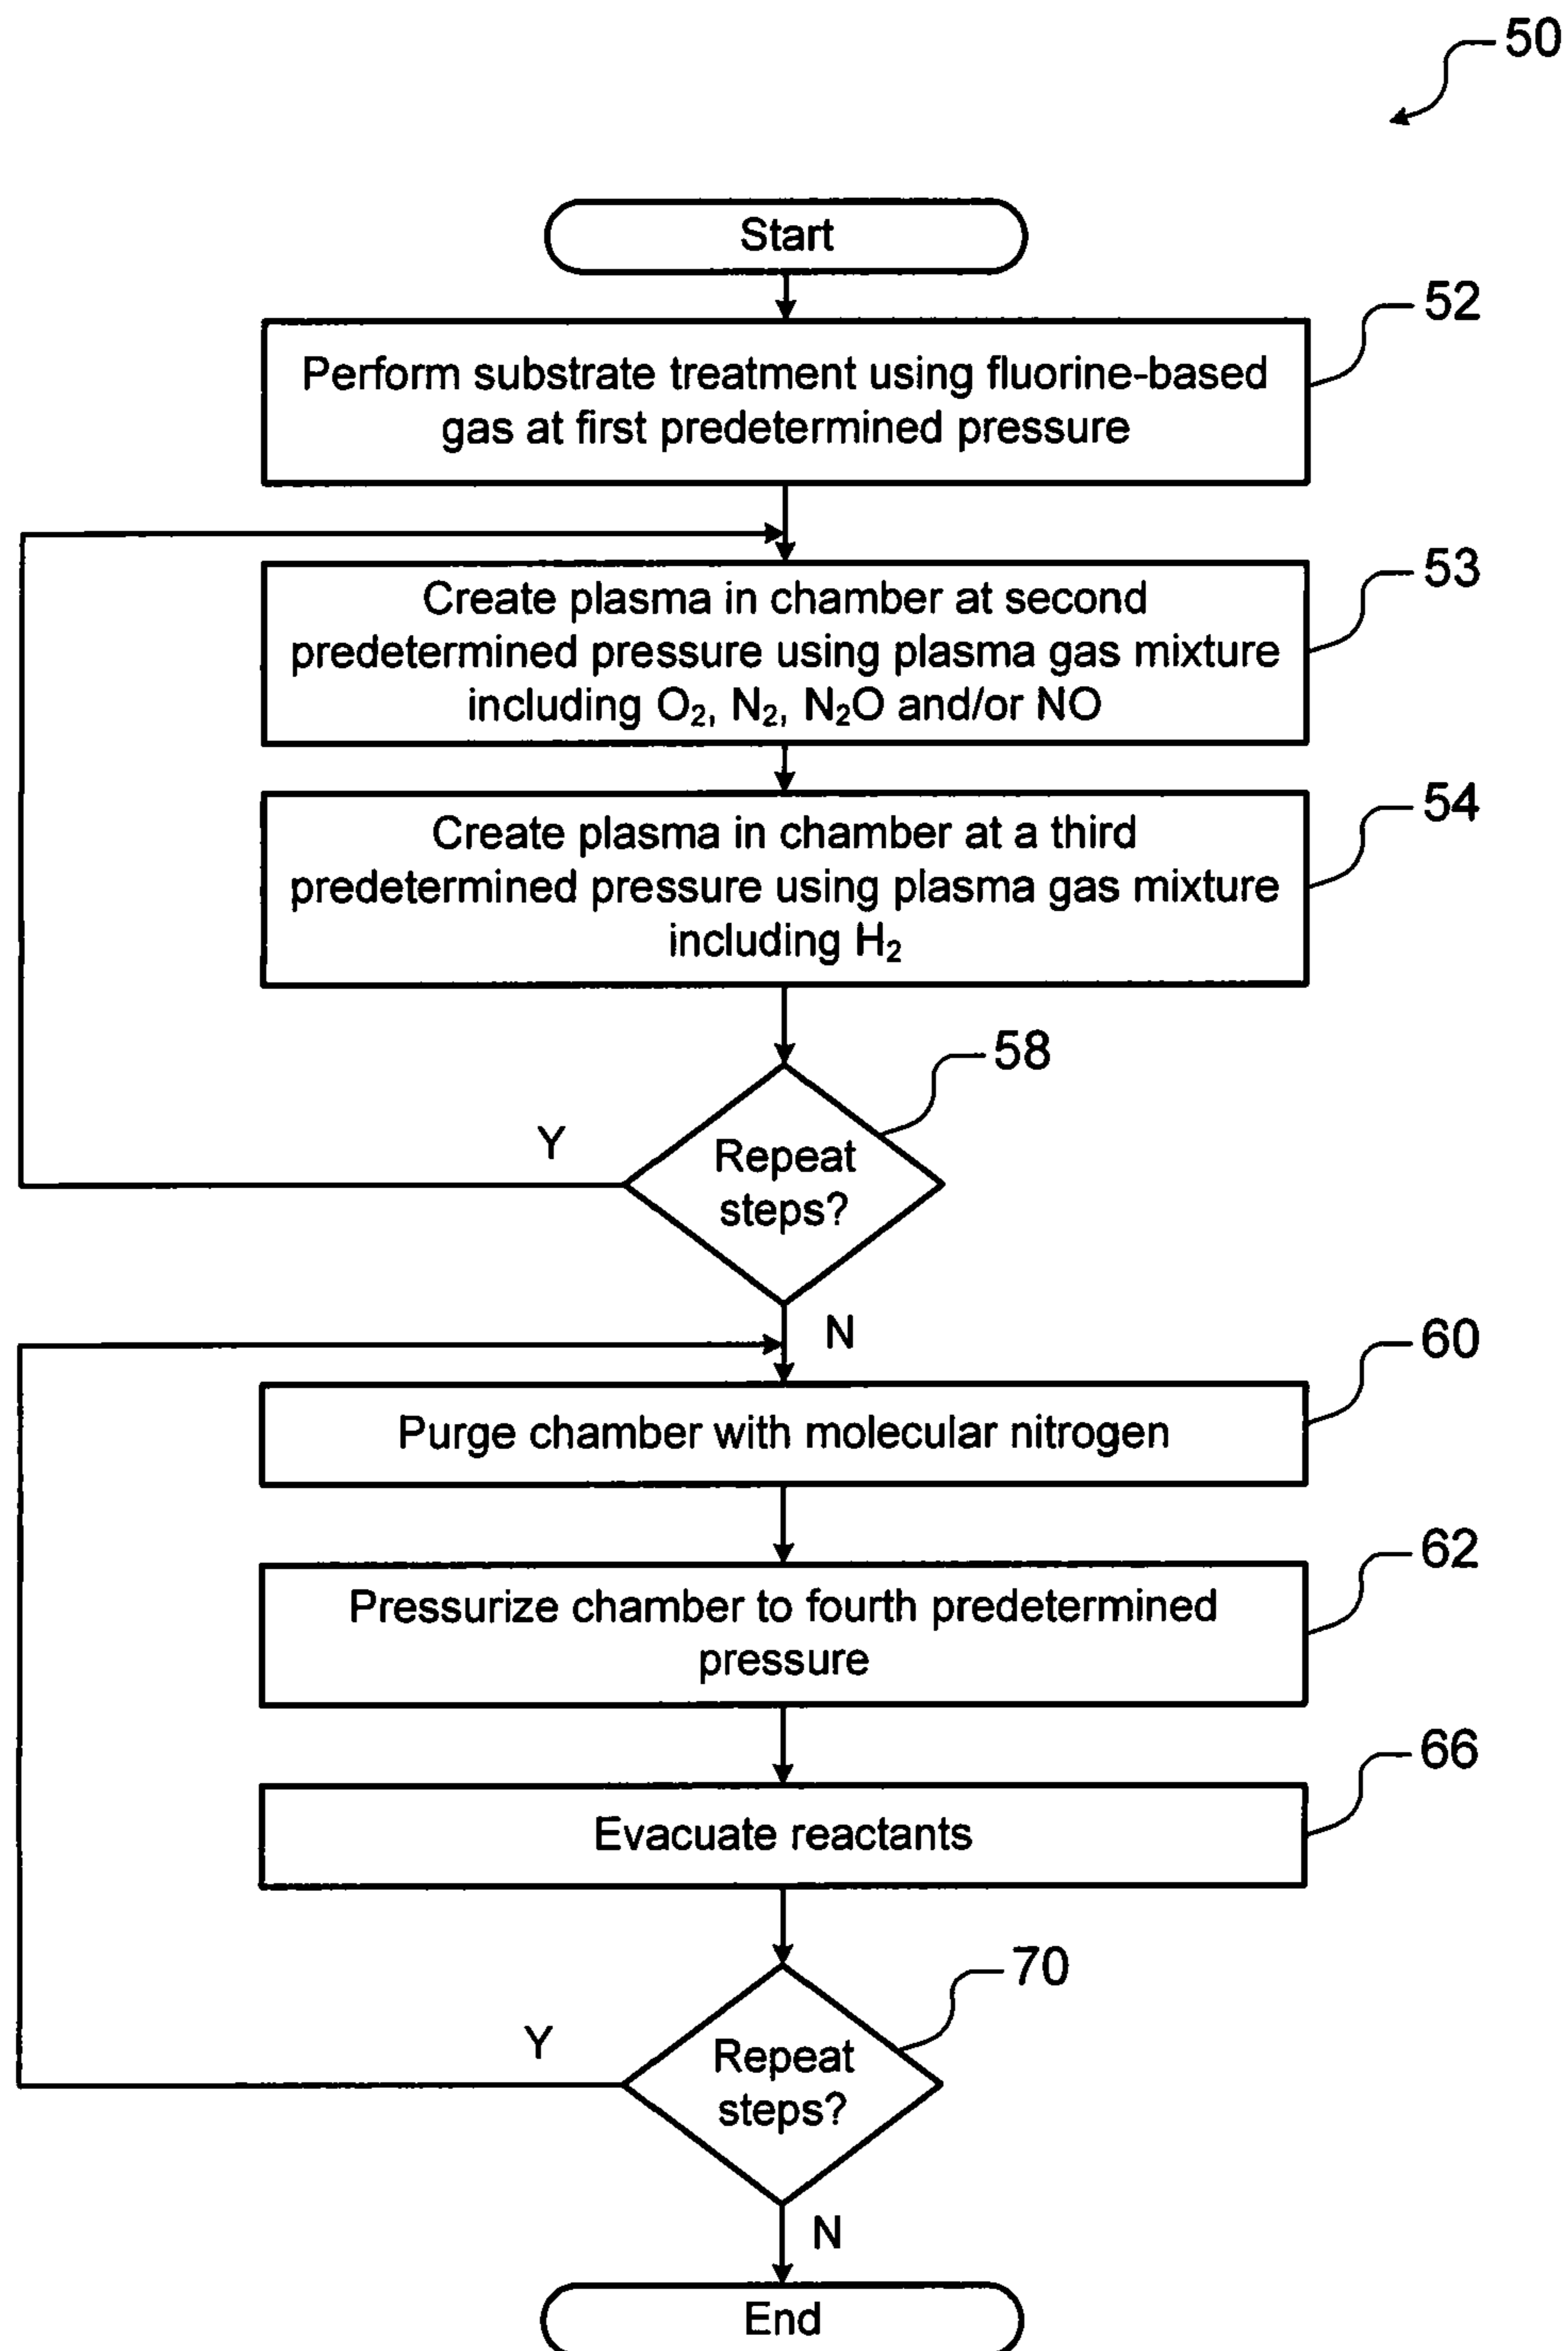 50
Start
52
Perform substrate treatment using fluorine-based
gas at first predetermined pressure
53
Create plasma in chamber at second
predetermined pressure using plasma gas mixture
including O₂, N₂, N₂O and/or NO
54
Create plasma in chamber at a third
predetermined pressure using plasma gas mixture
including H₂
58
Y
Repeat
steps?
N
60
Purge chamber with molecular nitrogen
62
Pressurize chamber to fourth predetermined
pressure
66
Evacuate reactants
70
Y
Repeat
steps?
N
End